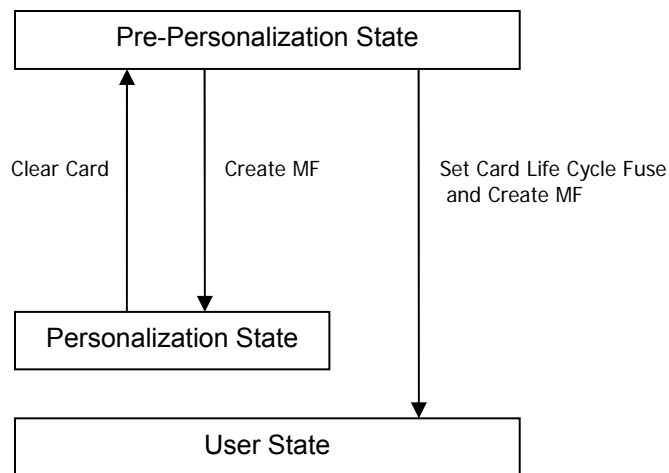 Pre-Personalization State
Clear Card
Create MF
Set Card Life Cycle Fuse
and Create MF
Personalization State
User State